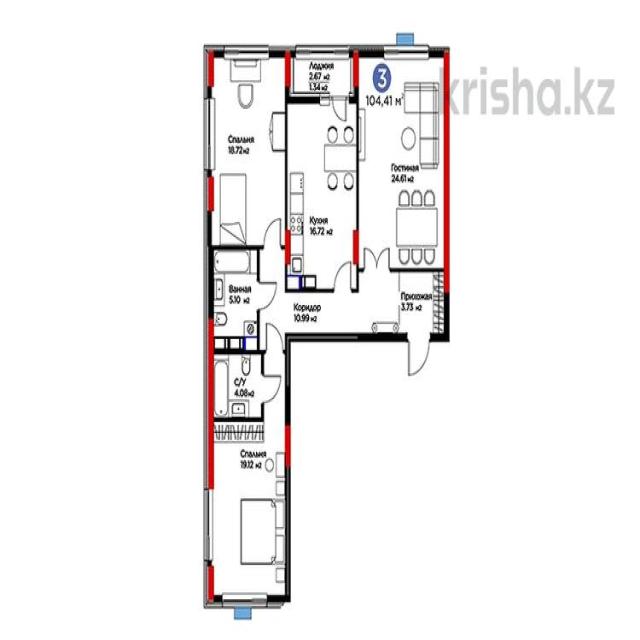 Лоджия
2.67 м2
1.34 м2
3
104,41 м2
krisha.kz
Спальня
18.72 м2
Гостиная
24.61 м2
Кухня
16.72 м2
Ванная
5.10 м2
Коридор
10.99 м2
Прихожая
3.73 м2
С/У
4.08 м2
Спальня
19.12 м2